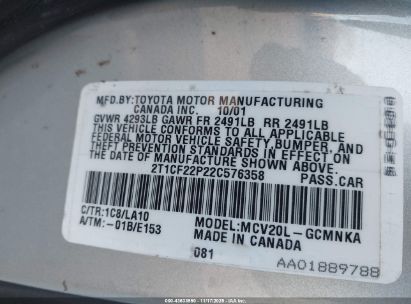 MFD.BY:TOYOTA MOTOR MANUFACTURING
CANADA INC. 10/01
GVWR 4293LB GAWR FR 2491LB RR 2491LB
THIS VEHICLE CONFORMS TO ALL APPLICABLE
FEDERAL MOTOR VEHICLE SAFETY, BUMPER, AND
THEFT PREVENTION STANDARDS IN EFFECT ON THE
DATE OF MANUFACTURE SHOWN ABOVE.
2T1CF22P22C576358 PASS.CAR
C/TR:1C8/LA10 MODEL:MCV20L-GCMNKA
A/TM:-01B/E153 MADE IN CANADA
081
AA01889788